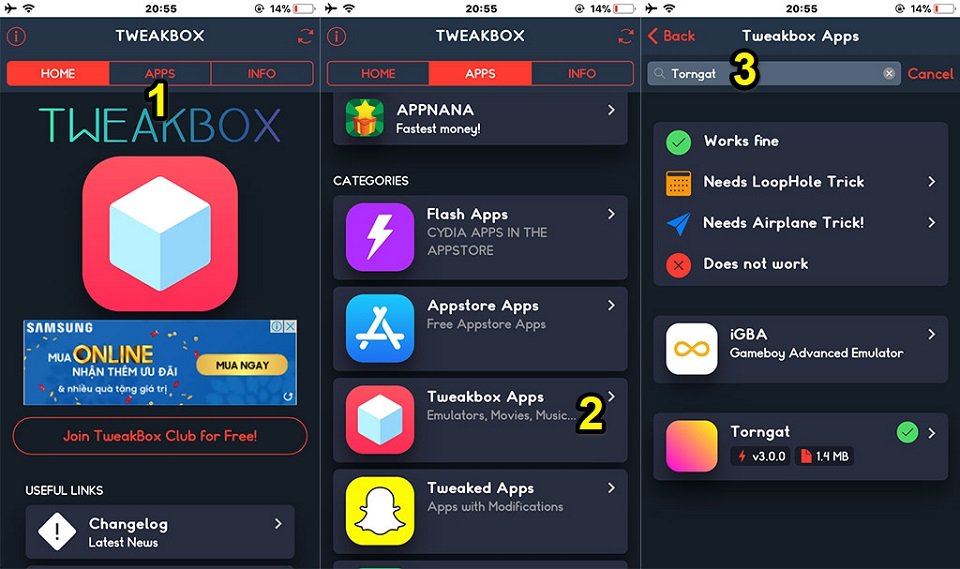 20:55
14%
TWEAKBOX
HOME
APPS
INFO
1
TWEAKBOX
SAMSUNG
MUA ONLINE
NHẬN THÊM ƯU ĐÃI
& nhiều quà tặng giá trị
MUA NGAY
Join TweakBox Club for Free!
USEFUL LINKS
Changelog
Latest News
20:55
14%
TWEAKBOX
HOME
APPS
INFO
APPNANA
Fastest money!
CATEGORIES
Flash Apps
CYDIA APPS IN THE
APPSTORE
Appstore Apps
Free Appstore Apps
Tweakbox Apps
Emulators, Movies, Music...
2
Tweaked Apps
Apps with Modifications
20:55
14%
Back
Tweakbox Apps
Torngat
3
Cancel
Works fine
Needs LoopHole Trick
Needs Airplane Trick!
Does not work
iGBA
Gameboy Advanced Emulator
Torngat
v3.0.0
1.4 MB